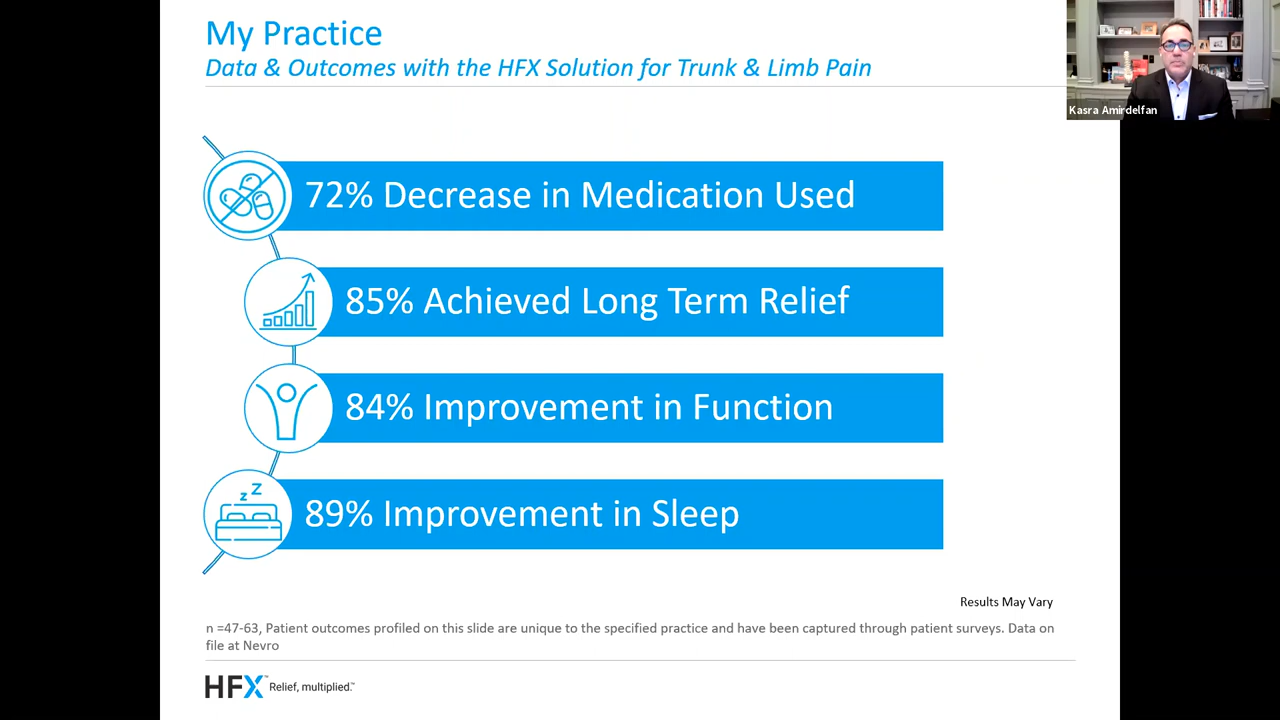 My Practice
Data & Outcomes with the HFX Solution for Trunk & Limb Pain
Kasra Amirdelfan
72% Decrease in Medication Used
85% Achieved Long Term Relief
84% Improvement in Function
z Z
89% Improvement in Sleep
Results May Vary
n =47-63, Patient outcomes profiled on this slide are unique to the specified practice and have been captured through patient surveys. Data on
file at Nevro
HFX™ Relief, multiplied.™